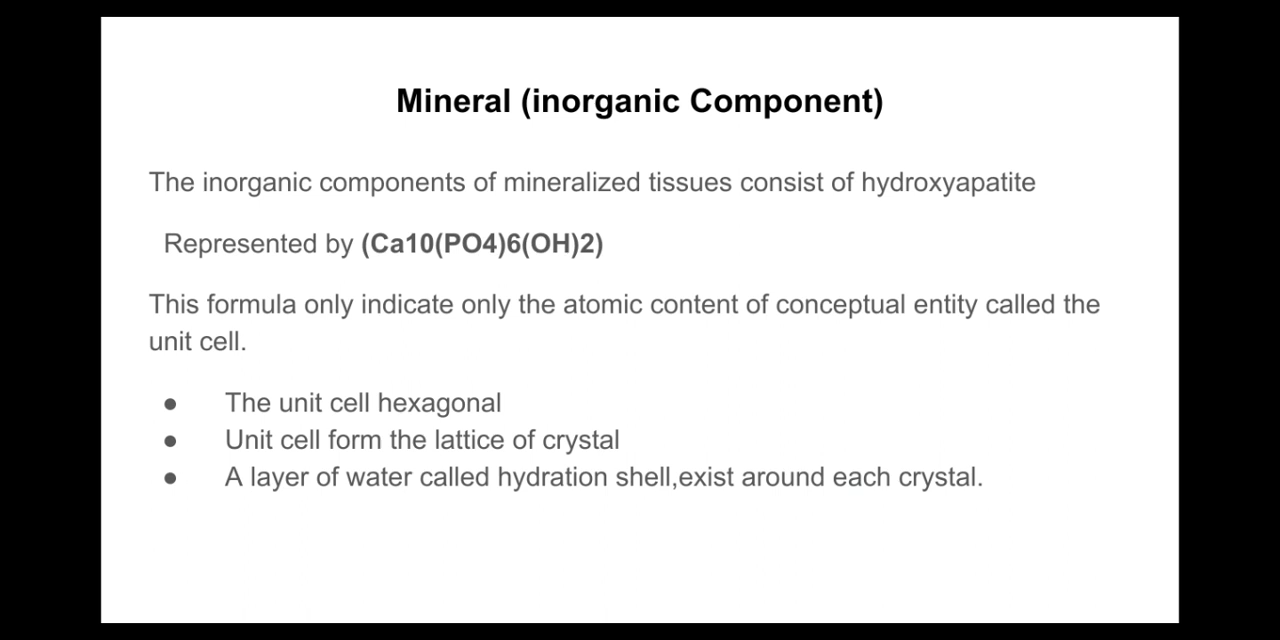 Mineral (inorganic Component)
The inorganic components of mineralized tissues consist of hydroxyapatite
Represented by (Ca10(PO4)6(OH)2)
This formula only indicate only the atomic content of conceptual entity called the
unit cell.
● The unit cell hexagonal
● Unit cell form the lattice of crystal
● A layer of water called hydration shell,exist around each crystal.